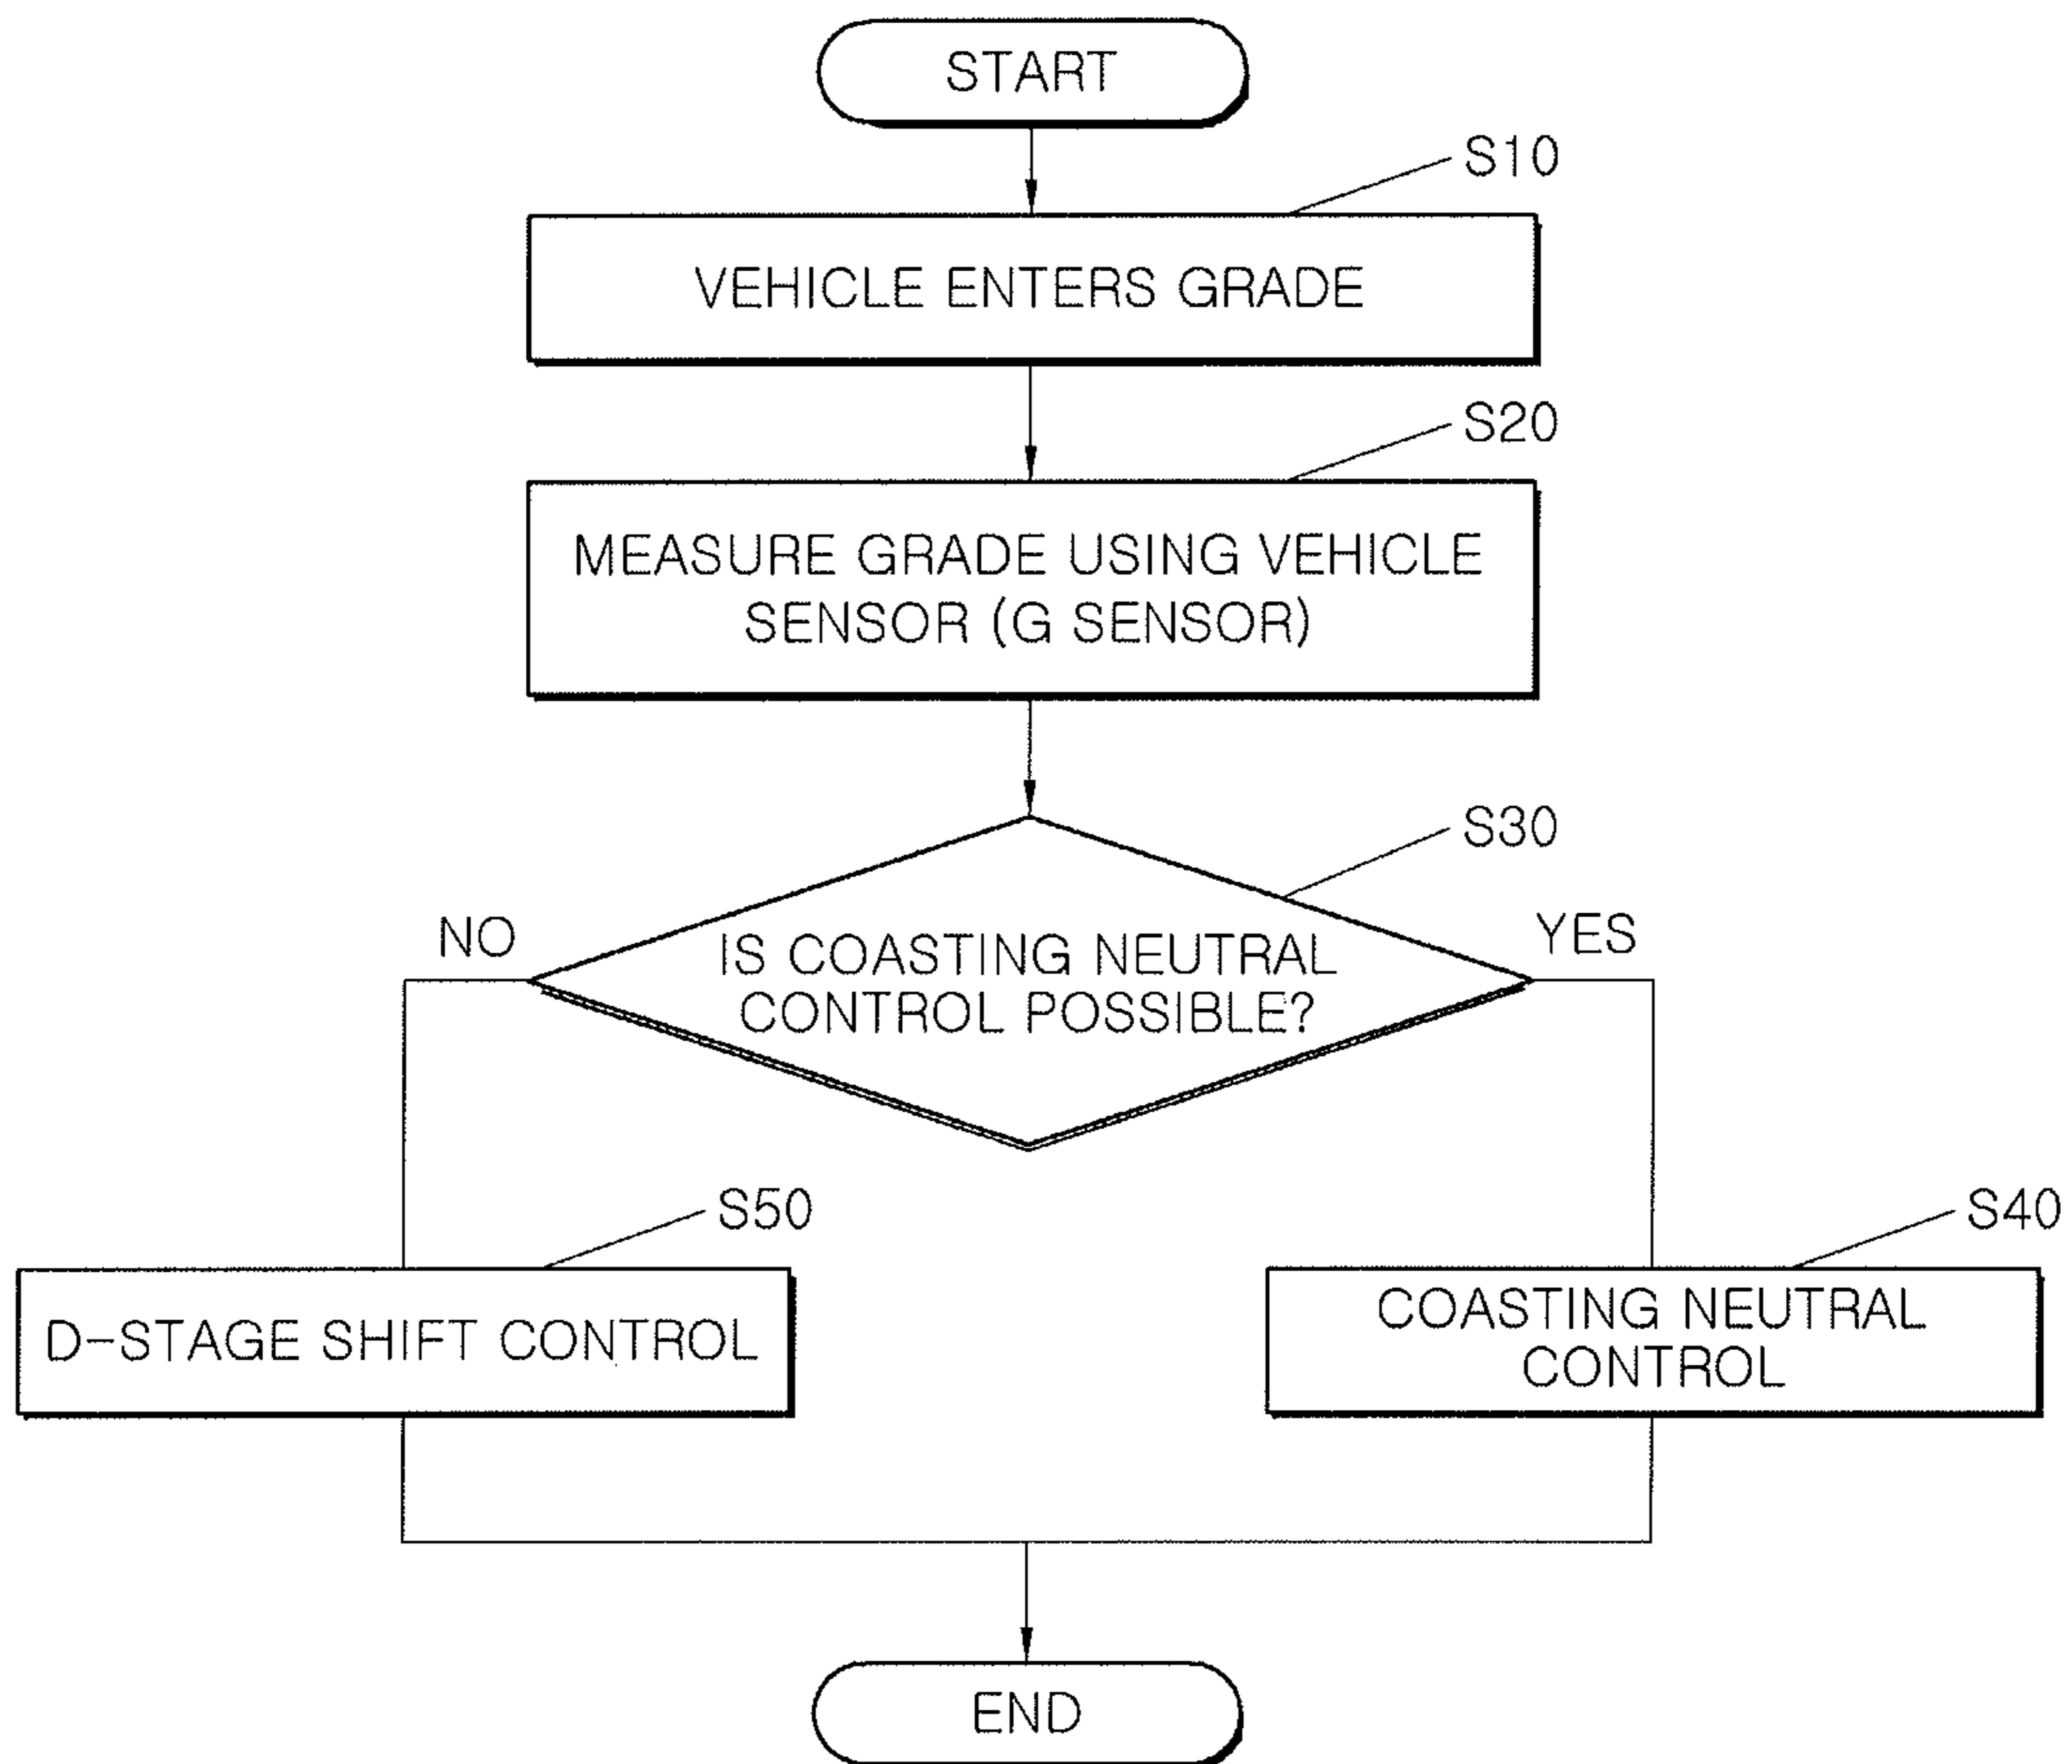 START
S10
VEHICLE ENTERS GRADE
S20
MEASURE GRADE USING VEHICLE
SENSOR (G SENSOR)
S30
NO
YES
IS COASTING NEUTRAL
CONTROL POSSIBLE?
S50
S40
D-STAGE SHIFT CONTROL
COASTING NEUTRAL
CONTROL
END